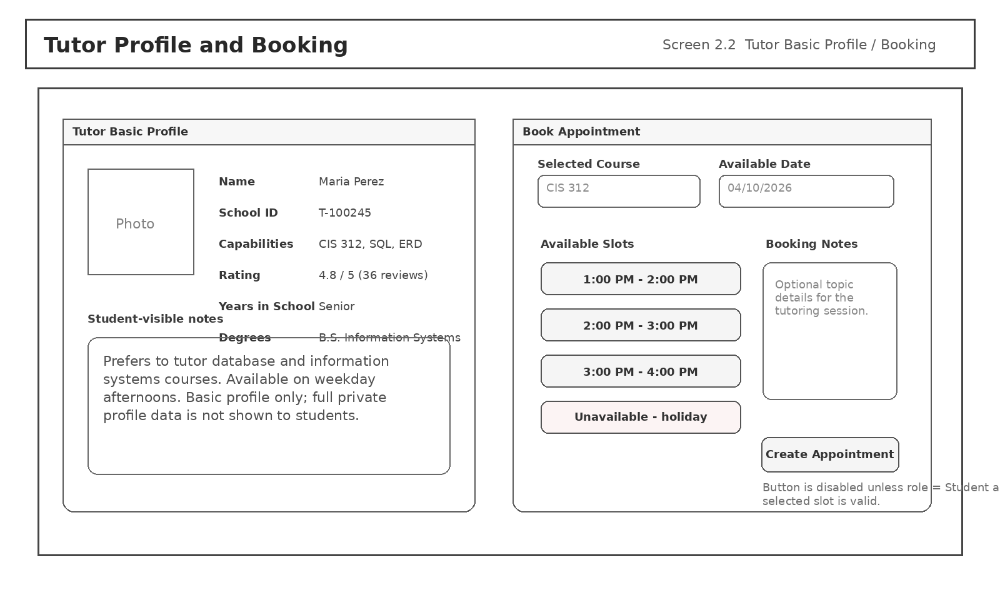 Tutor Profile and Booking
Screen 2.2 Tutor Basic Profile / Booking
Tutor Basic Profile
Photo
Name Maria Perez
School ID T-100245
Capabilities CIS 312, SQL, ERD
Rating 4.8 / 5 (36 reviews)
Years in School Senior
Student-visible notes
Degrees B.S. Information Systems
Prefers to tutor database and information
systems courses. Available on weekday
afternoons. Basic profile only; full private
profile data is not shown to students.
Book Appointment
Selected Course
CIS 312
Available Date
04/10/2026
Available Slots
1:00 PM - 2:00 PM
2:00 PM - 3:00 PM
3:00 PM - 4:00 PM
Unavailable - holiday
Booking Notes
Optional topic
details for the
tutoring session.
Create Appointment
Button is disabled unless role = Student a
selected slot is valid.